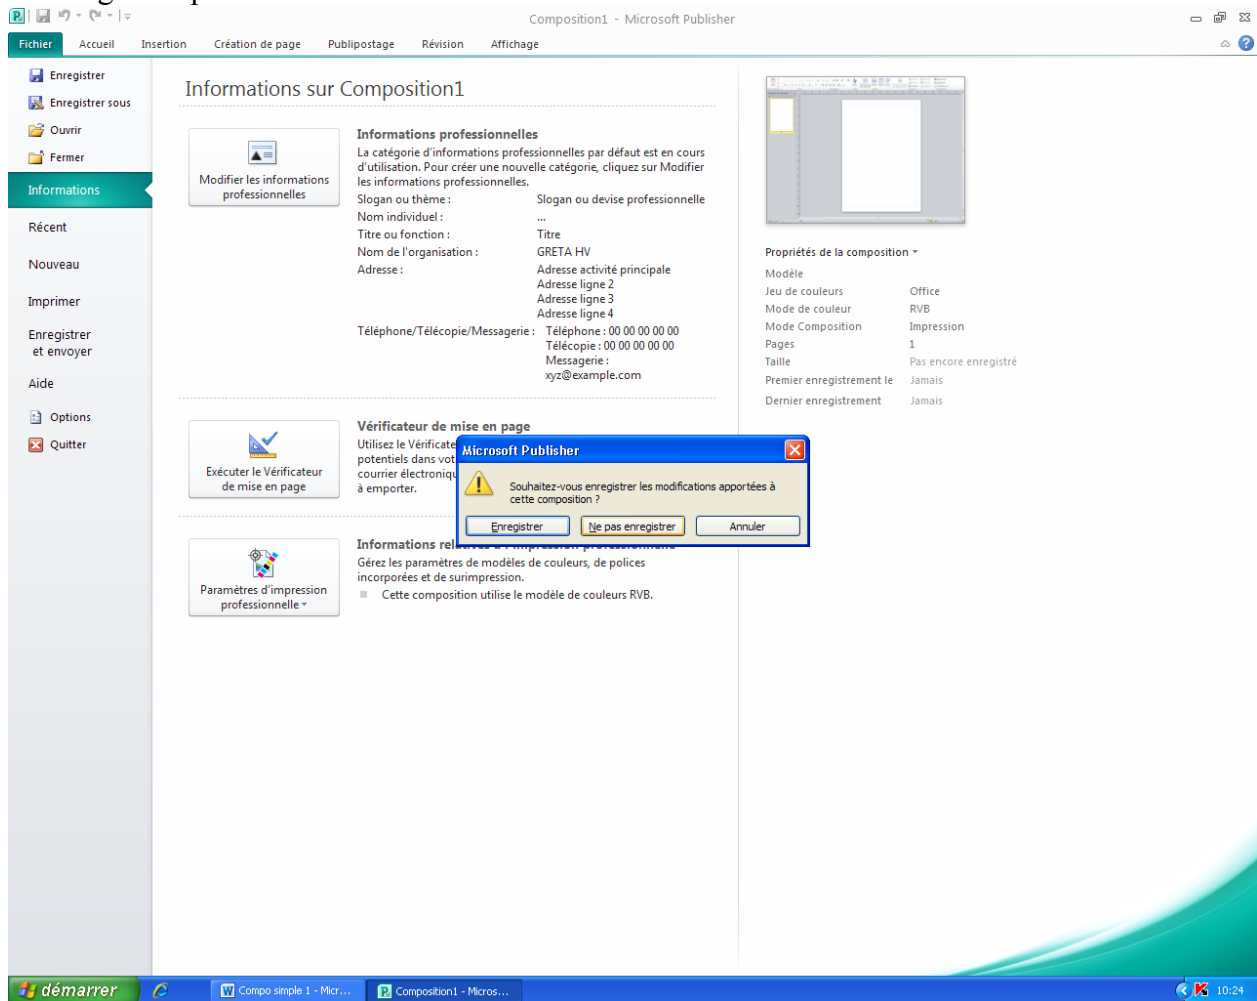 Composition1 - Microsoft Publisher
Fichier Accueil Insertion Création de page Publipostage Révision Affichage
Enregistrer
Enregistrer sous
Ouvrir
Fermer
Informations
Récent
Nouveau
Imprimer
Enregistrer
et envoyer
Aide
Options
Quitter
Informations sur Composition1
Modifier les informations
professionnelles
Informations professionnelles
La catégorie d'informations professionnelles par défaut est en cours
d'utilisation. Pour créer une nouvelle catégorie, cliquez sur Modifier
les informations professionnelles.
Slogan ou thème : Slogan ou devise professionnelle
Nom individuel : ...
Titre ou fonction : Titre
Nom de l'organisation : GRETA HV
Adresse : Adresse activité principale
Adresse ligne 2
Adresse ligne 3
Adresse ligne 4
Téléphone/Télécopie/Messagerie : Téléphone : 00 00 00 00 00
Télécopie : 00 00 00 00 00
Messagerie :
xyz@example.com
Exécuter le Vérificateur
de mise en page
Vérificateur de mise en page
Utilisez le Vérificate
potentiels dans vot
courrier électroniqu
à emporter.
Microsoft Publisher
Souhaitez-vous enregistrer les modifications apportées à
cette composition ?
Enregistrer Ne pas enregistrer Annuler
Paramètres d'impression
professionnelle
Informations relatives à l'impression professionnelle
Gérez les paramètres de modèles de couleurs, de polices
incorporées et de surimpression.
Cette composition utilise le modèle de couleurs RVB.
Propriétés de la composition
Modèle
Jeu de couleurs Office
Mode de couleur RVB
Mode Composition Impression
Pages 1
Taille Pas encore enregistré
Premier enregistrement le Jamais
Dernier enregistrement Jamais
démarrer Compo simple 1 - Micr... Composition1 - Micros... 10:24